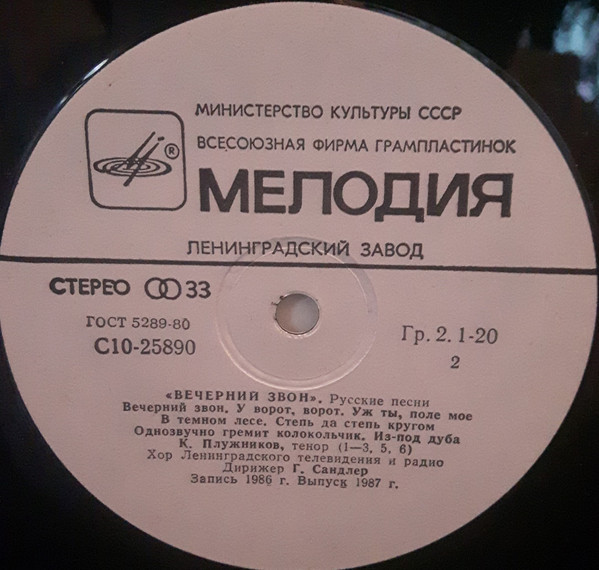 МИНИСТЕРСТВО КУЛЬТУРЫ СССР
®
ВСЕСОЮЗНАЯ ФИРМА ГРАМПЛАСТИНОК
МЕЛОДИЯ
ЛЕНИНГРАДСКИЙ ЗАВОД
СТЕРЕО 33
ГОСТ 5289-80
С10-25890
Гр. 2. 1-20
2
«ВЕЧЕРНИЙ ЗВОН». Русские песни
Вечерний звон. У ворот, ворот. Уж ты, поле мое
В темном лесе. Степь да степь кругом
Однозвучно гремит колокольчик. Из-под дуба
К. Плужников, тенор (1—3, 5, 6)
Хор Ленинградского телевидения и радио
Дирижер Г. Сандлер
Запись 1986 г. Выпуск 1987 г.